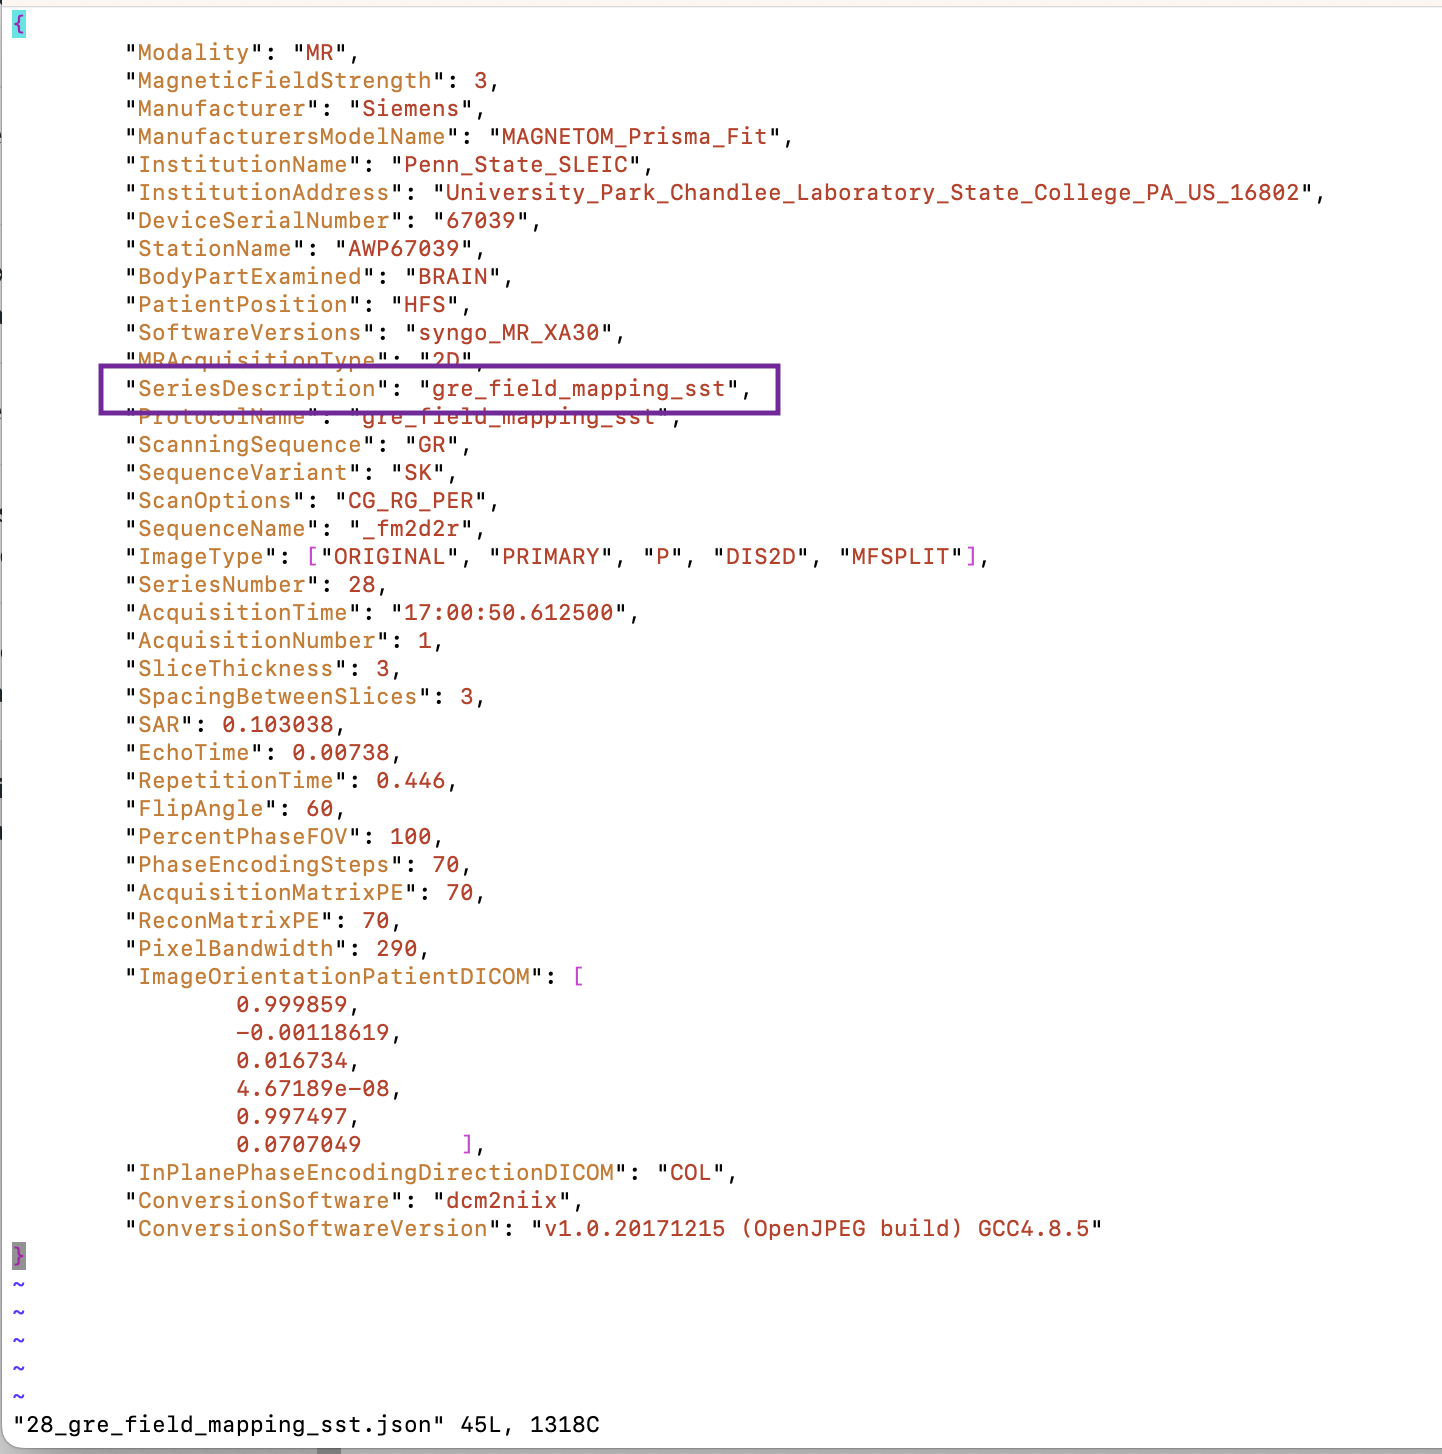 {
"Modality": "MR",
"MagneticFieldStrength": 3,
"Manufacturer": "Siemens",
"ManufacturersModelName": "MAGNETOM_Prisma_Fit",
"InstitutionName": "Penn_State_SLEIC",
"InstitutionAddress": "University_Park_Chandlee_Laboratory_State_College_PA_US_16802",
"DeviceSerialNumber": "67039",
"StationName": "AWP67039",
"BodyPartExamined": "BRAIN",
"PatientPosition": "HFS",
"SoftwareVersions": "syngo_MR_XA30",
"MRAcquisitionType": "2D",
"SeriesDescription": "gre_field_mapping_sst",
"ProtocolName": "gre_field_mapping_sst",
"ScanningSequence": "GR",
"SequenceVariant": "SK",
"ScanOptions": "CG_RG_PER",
"SequenceName": "_fm2d2r",
"ImageType": ["ORIGINAL", "PRIMARY", "P", "DIS2D", "MFSPLIT"],
"SeriesNumber": 28,
"AcquisitionTime": "17:00:50.612500",
"AcquisitionNumber": 1,
"SliceThickness": 3,
"SpacingBetweenSlices": 3,
"SAR": 0.103038,
"EchoTime": 0.00738,
"RepetitionTime": 0.446,
"FlipAngle": 60,
"PercentPhaseFOV": 100,
"PhaseEncodingSteps": 70,
"AcquisitionMatrixPE": 70,
"ReconMatrixPE": 70,
"PixelBandwidth": 290,
"ImageOrientationPatientDICOM": [
0.999859,
-0.00118619,
0.016734,
4.67189e-08,
0.997497,
0.0707049 ],
"InPlanePhaseEncodingDirectionDICOM": "COL",
"ConversionSoftware": "dcm2niix",
"ConversionSoftwareVersion": "v1.0.20171215 (OpenJPEG build) GCC4.8.5"
}
~
~
~
~
~
"28_gre_field_mapping_sst.json" 45L, 1318C